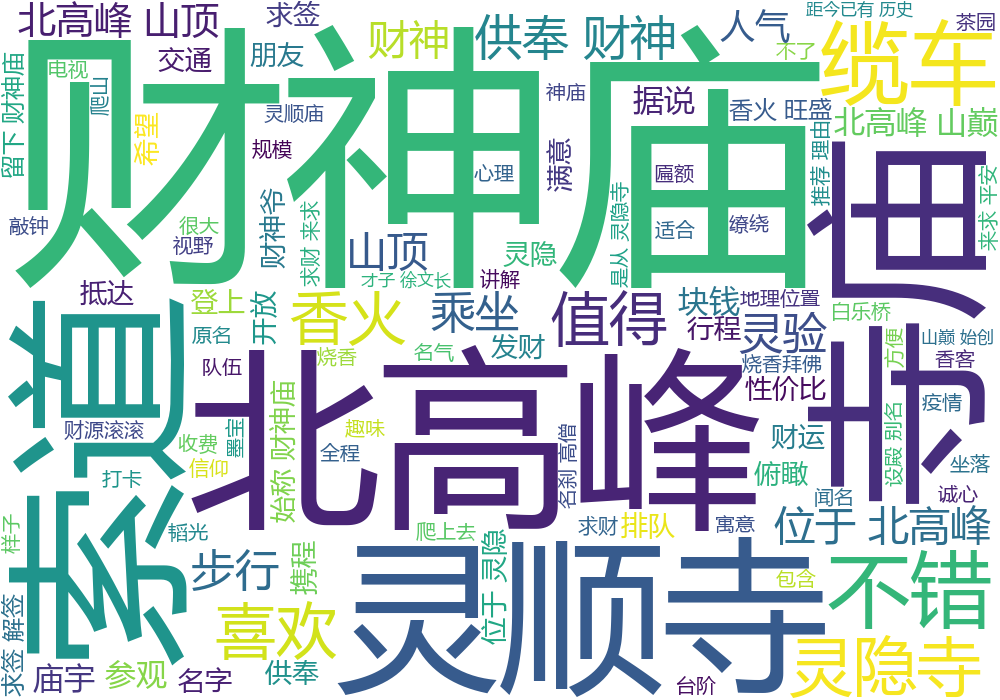 北高峰 山顶
求签
财神
供奉 财神
人气
距今已有 历史
茶园
缆车
不了
交通
朋友
电视
爬山
留下 财神庙
财神庙
希望
灵顺庙
神庙
据说
香火 旺盛
北高峰 山巅
规模
心理
满意
匾额
推荐 理由
寺庙
敲钟
很大
视野
财神爷
求财 来求
山顶
灵隐
是从 灵隐寺
适合
缭绕
来求 平安
才子 徐文长
讲解
抵达
登上
开放
香火
乘坐
值得
块钱
地理位置
白乐桥
索道
原名
发财
行程
灵验
方便
山巅 始创
队伍
烧香
名气
烧香拜佛
香客
北高峰
性价比
疫情
设殿 别名
财源滚滚
收费
墨宝
始称 财神庙
趣味
全程
名刹 高僧
财运
俯瞰
坐落
信仰
打卡
闻名
诚心
样子
韬光
爬上去
求财
排队
寓意
位于 北高峰
步行
携程
位于 灵隐
灵顺寺
包含
不错
求签 解签
喜欢
庙宇
参观
名字
供奉
台阶
灵隐寺